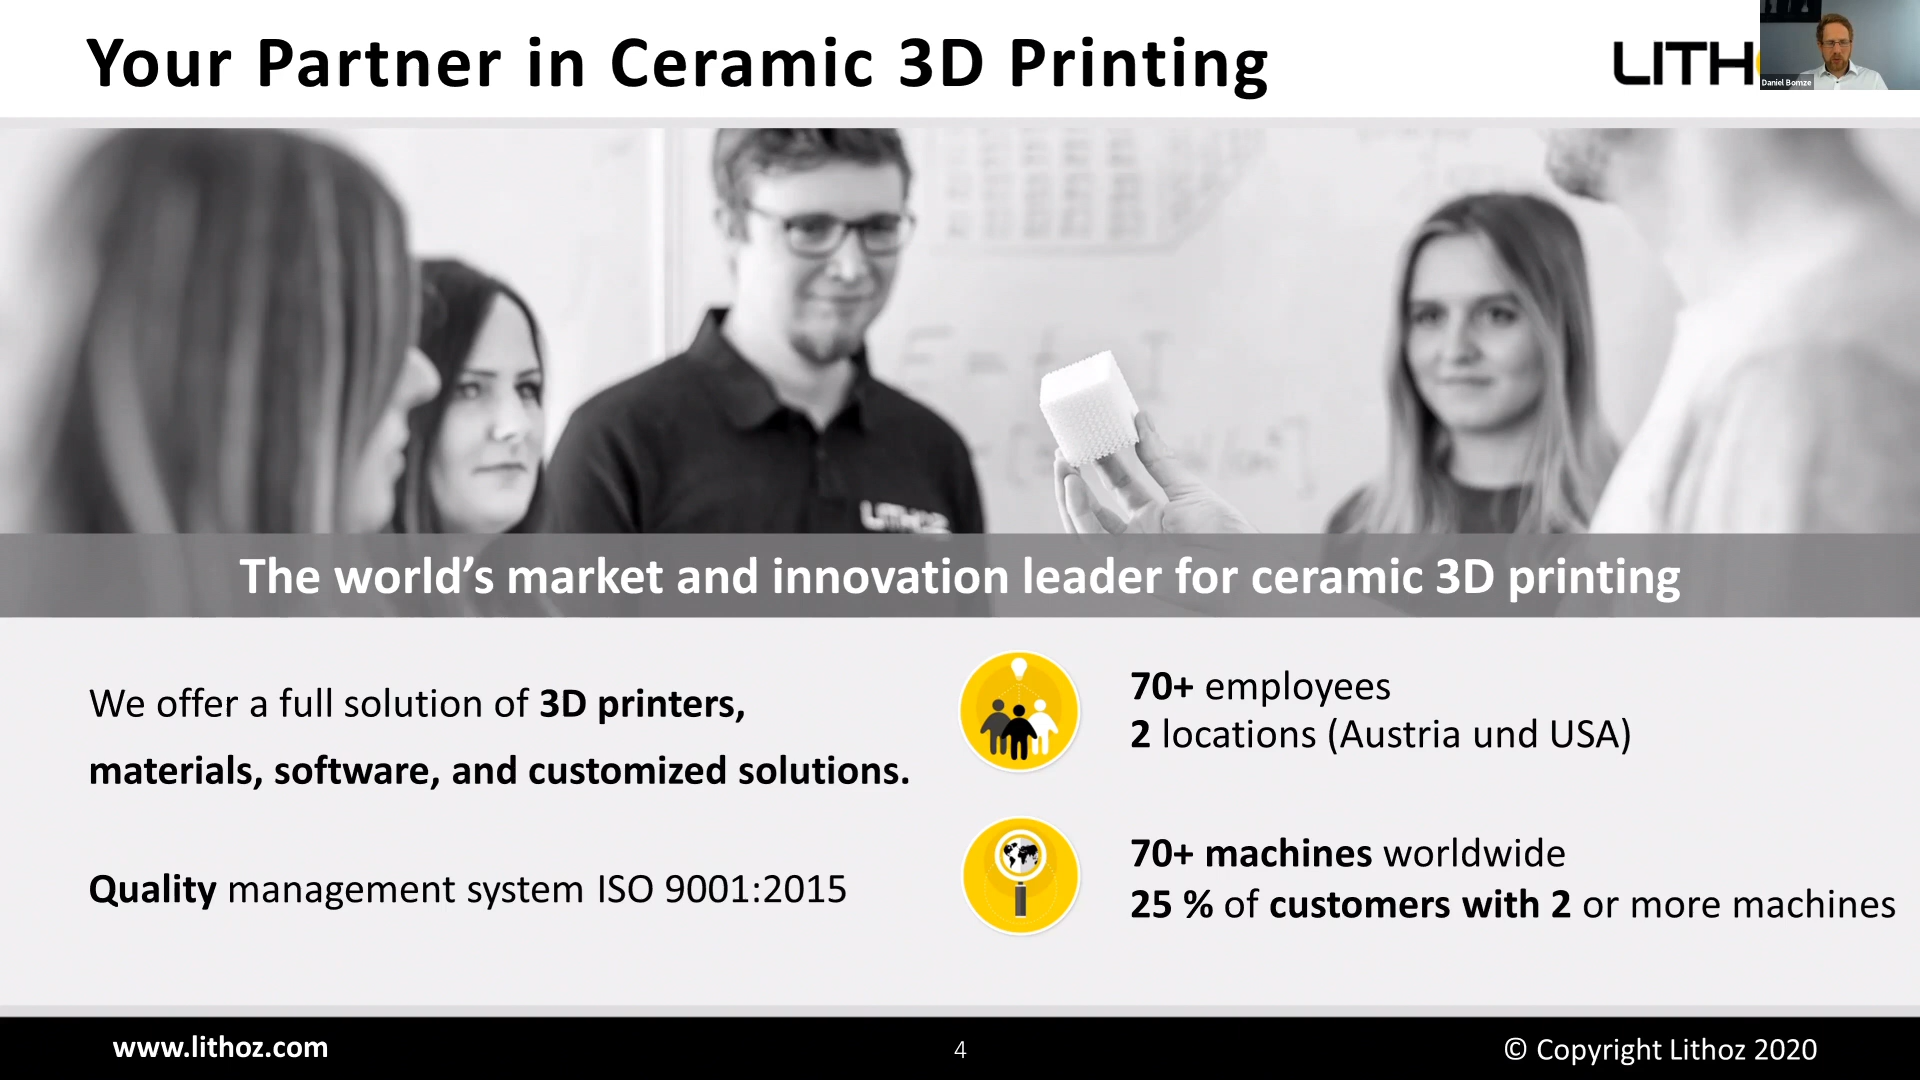 Your Partner in Ceramic 3D Printing
LITH
Daniel Bomze
LITHOZ
The world’s market and innovation leader for ceramic 3D printing
We offer a full solution of 3D printers,
materials, software, and customized solutions.
Quality management system ISO 9001:2015
70+ employees
2 locations (Austria und USA)
70+ machines worldwide
25 % of customers with 2 or more machines
www.lithoz.com
4
© Copyright Lithoz 2020